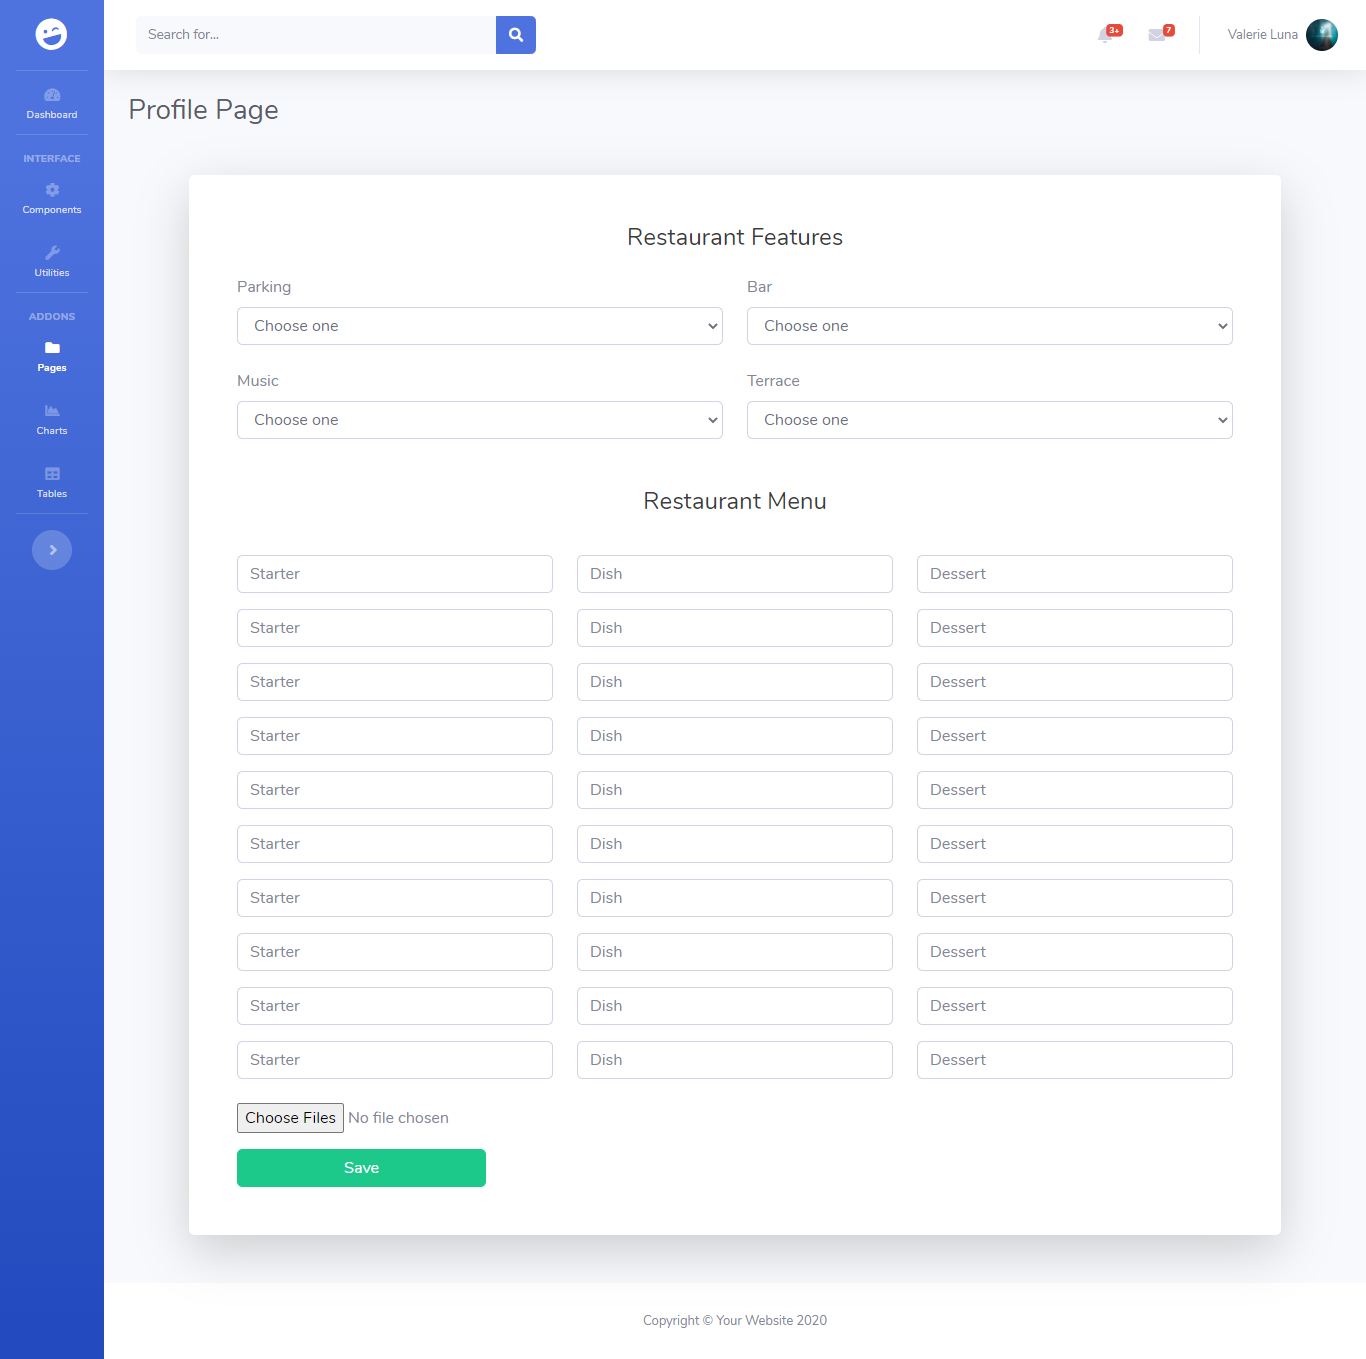 Search for...
3+
7
Valerie Luna
Dashboard
INTERFACE
Components
Utilities
ADDONS
Pages
Charts
Tables
Profile Page
Restaurant Features
Parking
Bar
Choose one
Choose one
Music
Terrace
Choose one
Choose one
Restaurant Menu
Starter
Dish
Dessert
Starter
Dish
Dessert
Starter
Dish
Dessert
Starter
Dish
Dessert
Starter
Dish
Dessert
Starter
Dish
Dessert
Starter
Dish
Dessert
Starter
Dish
Dessert
Starter
Dish
Dessert
Starter
Dish
Dessert
Choose Files No file chosen
Save
Copyright © Your Website 2020